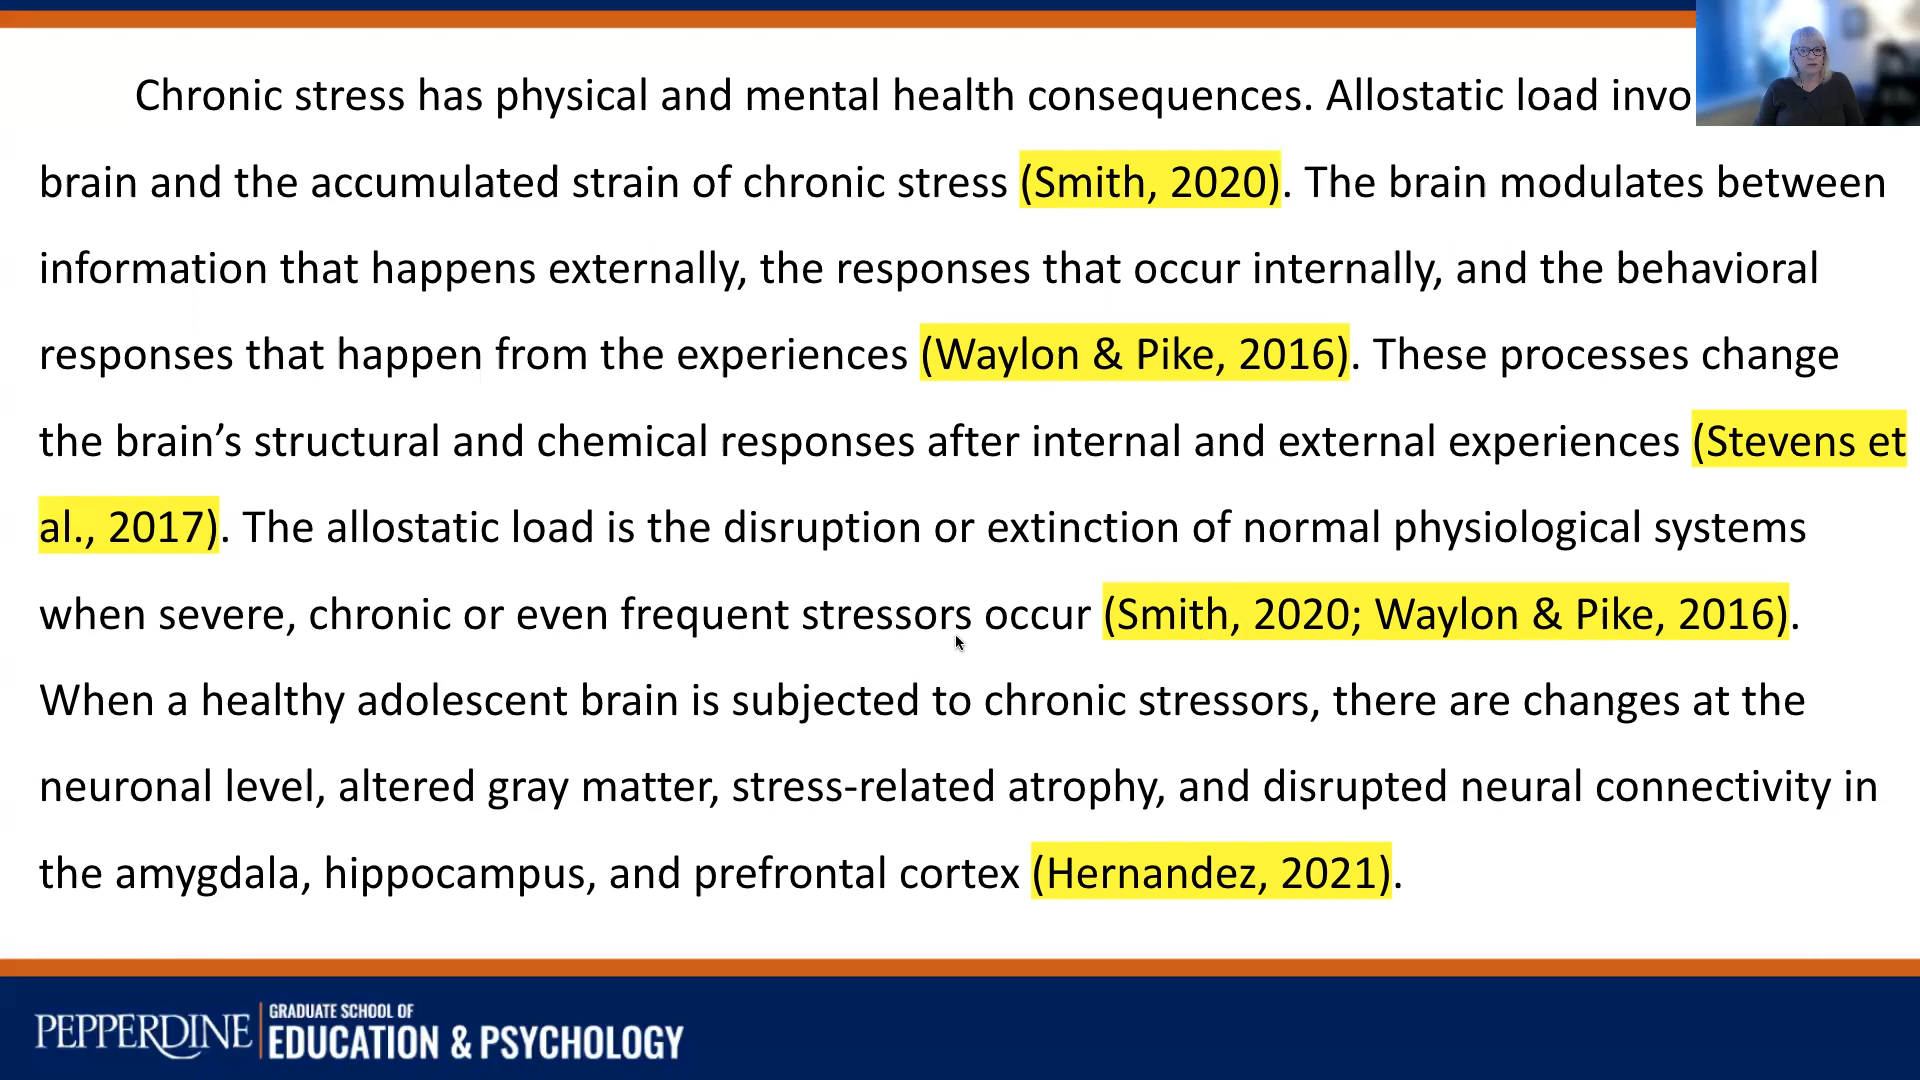 Chronic stress has physical and mental health consequences. Allostatic load
brain and the accumulated strain of chronic stress (Smith, 2020). The brain modulates between
information that happens externally, the responses that occur internally, and the behavioral
responses that happen from the experiences (Waylon & Pike, 2016). These processes change
the brain’s structural and chemical responses after internal and external experiences (Stevens et
al., 2017). The allostatic load is the disruption or extinction of normal physiological systems
when severe, chronic or even frequent stressors occur (Smith, 2020; Waylon & Pike, 2016).
When a healthy adolescent brain is subjected to chronic stressors, there are changes at the
neuronal level, altered gray matter, stress-related atrophy, and disrupted neural connectivity in
the amygdala, hippocampus, and prefrontal cortex (Hernandez, 2021).
PEPPERDINE
GRADUATE SCHOOL OF
EDUCATION & PSYCHOLOGY